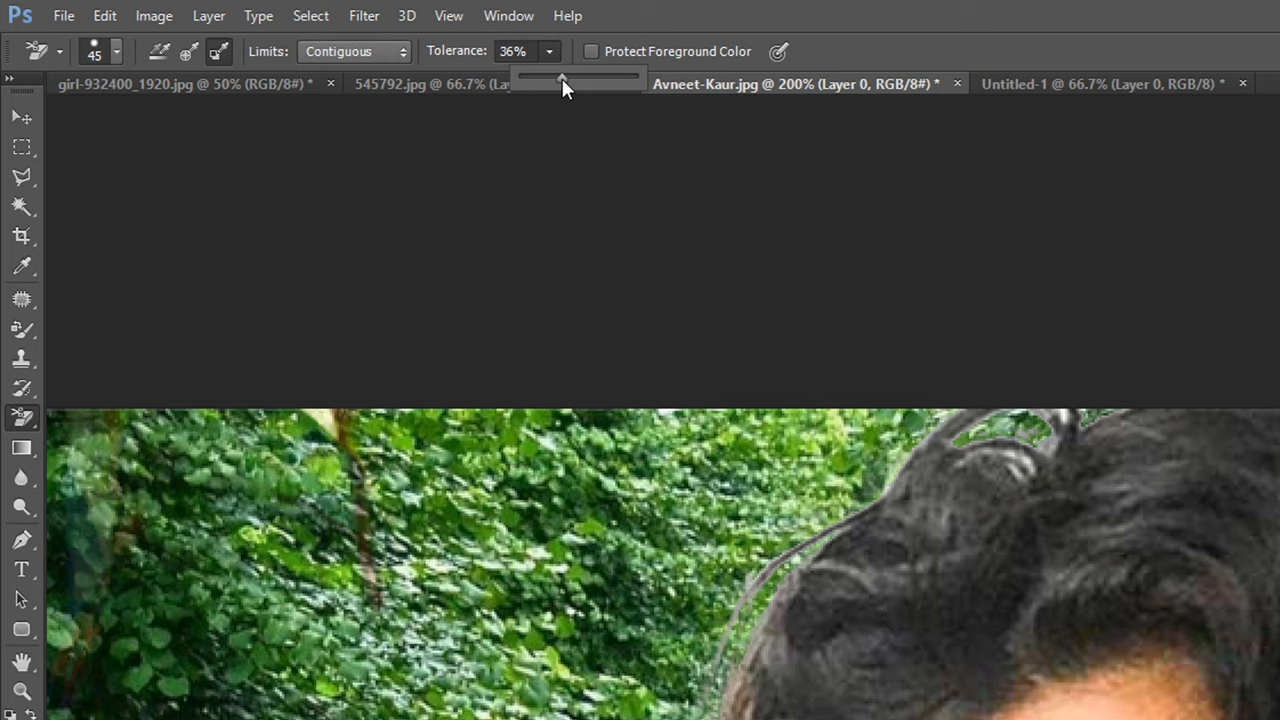 Ps File Edit Image Layer Type Select Filter 3D View Window Help
45 Limits: Contiguous Tolerance: 36% Protect Foreground Color
girl-932400_1920.jpg @ 50% (RGB/8#) * × 545792.jpg @ 66.7% (Lay Avneet-Kaur.jpg @ 200% (Layer 0, RGB/8#) * × Untitled-1 @ 66.7% (Layer 0, RGB/8) * ×
T